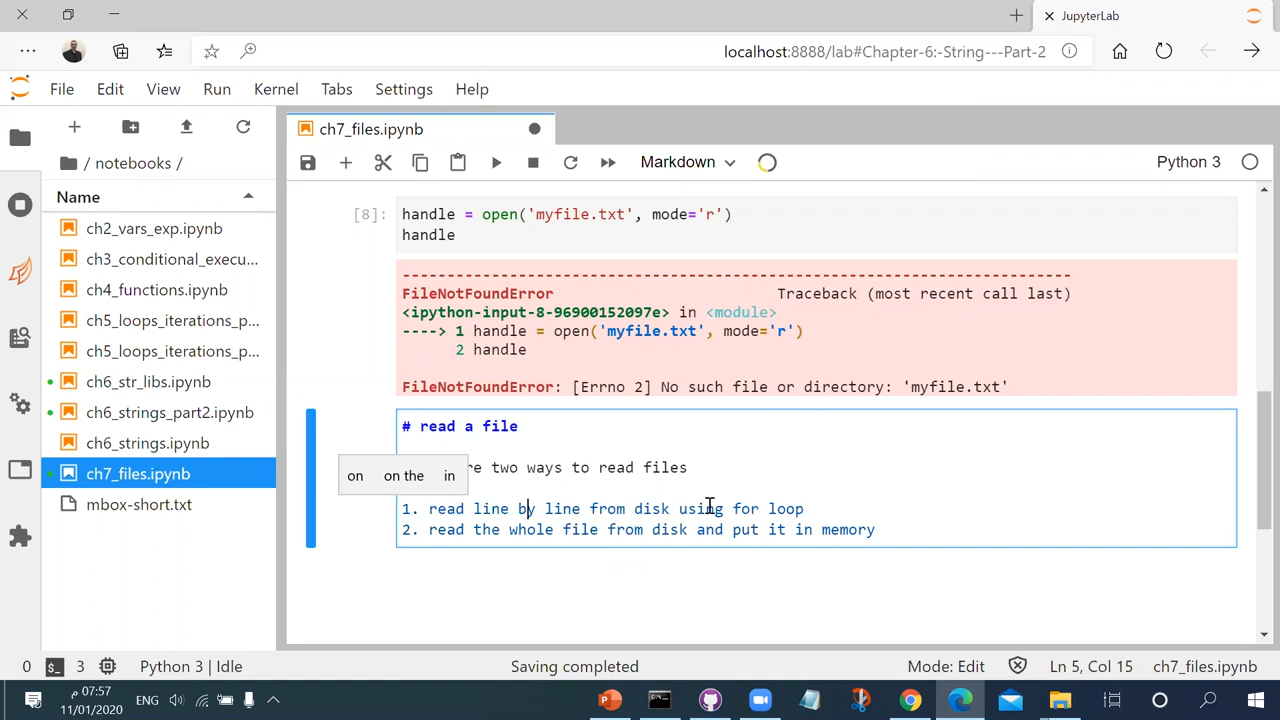 JupyterLab
localhost:8888/lab#Chapter-6:-String---Part-2
File Edit View Run Kernel Tabs Settings Help
ch7_files.ipynb
/ notebooks /
Markdown
Python 3
Name
ch2_vars_exp.ipynb
ch3_conditional_execu...
ch4_functions.ipynb
ch5_loops_iterations_p...
ch5_loops_iterations_p...
ch6_str_libs.ipynb
ch6_strings_part2.ipynb
ch6_strings.ipynb
ch7_files.ipynb
mbox-short.txt
[8]:
handle = open('myfile.txt', mode='r')
handle
---------------------------------------------------------------------------
FileNotFoundError Traceback (most recent call last)
<ipython-input-8-96900152097e> in <module>
----> 1 handle = open('myfile.txt', mode='r')
2 handle
FileNotFoundError: [Errno 2] No such file or directory: 'myfile.txt'
# read a file
re two ways to read files
on on the in
1. read line by line from disk using for loop
2. read the whole file from disk and put it in memory
0 3 Python 3 | Idle Saving completed Mode: Edit Ln 5, Col 15 ch7_files.ipynb
ENG
07:57 م
11/01/2020